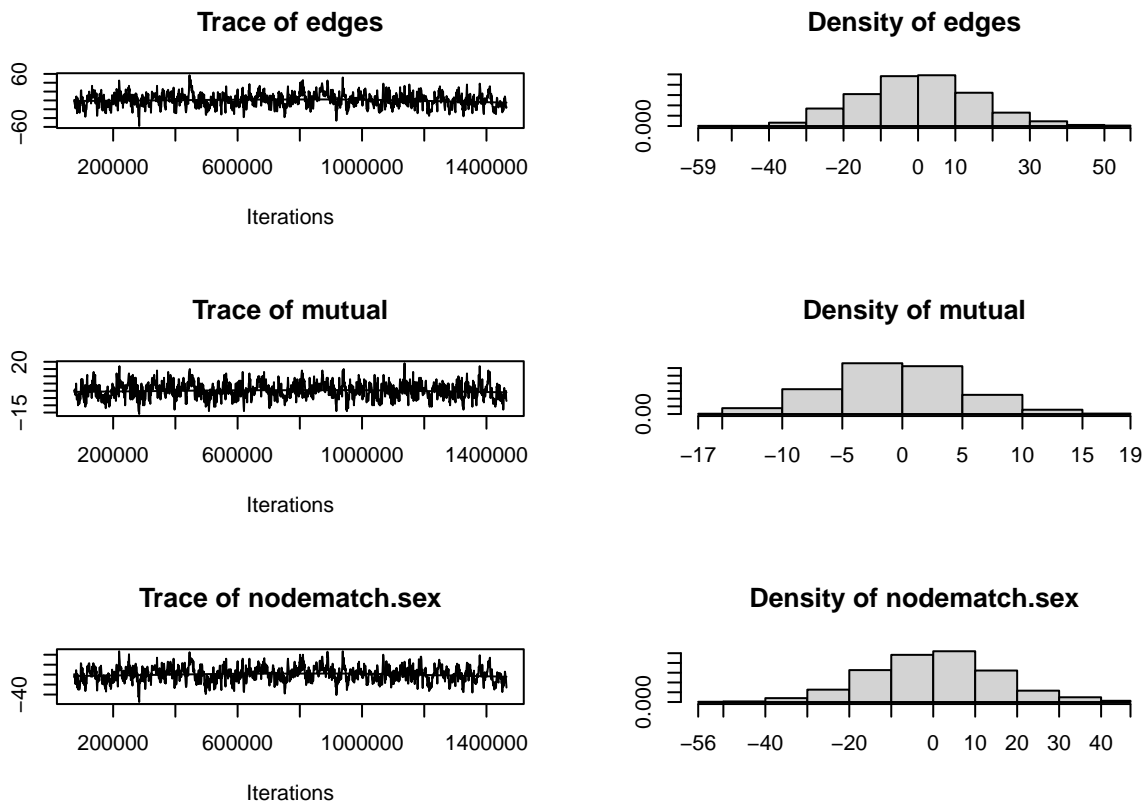 Trace of edges
Density of edges
60
-60
200000 600000 1000000 1400000
Iterations
0.000
-59 -40 -20 0 10 30 50
Trace of mutual
Density of mutual
20
-15
200000 600000 1000000 1400000
Iterations
0.00
-17 -10 -5 0 5 10 15 19
Trace of nodematch.sex
Density of nodematch.sex
-40
200000 600000 1000000 1400000
Iterations
0.000
-56 -40 -20 0 10 20 30 40